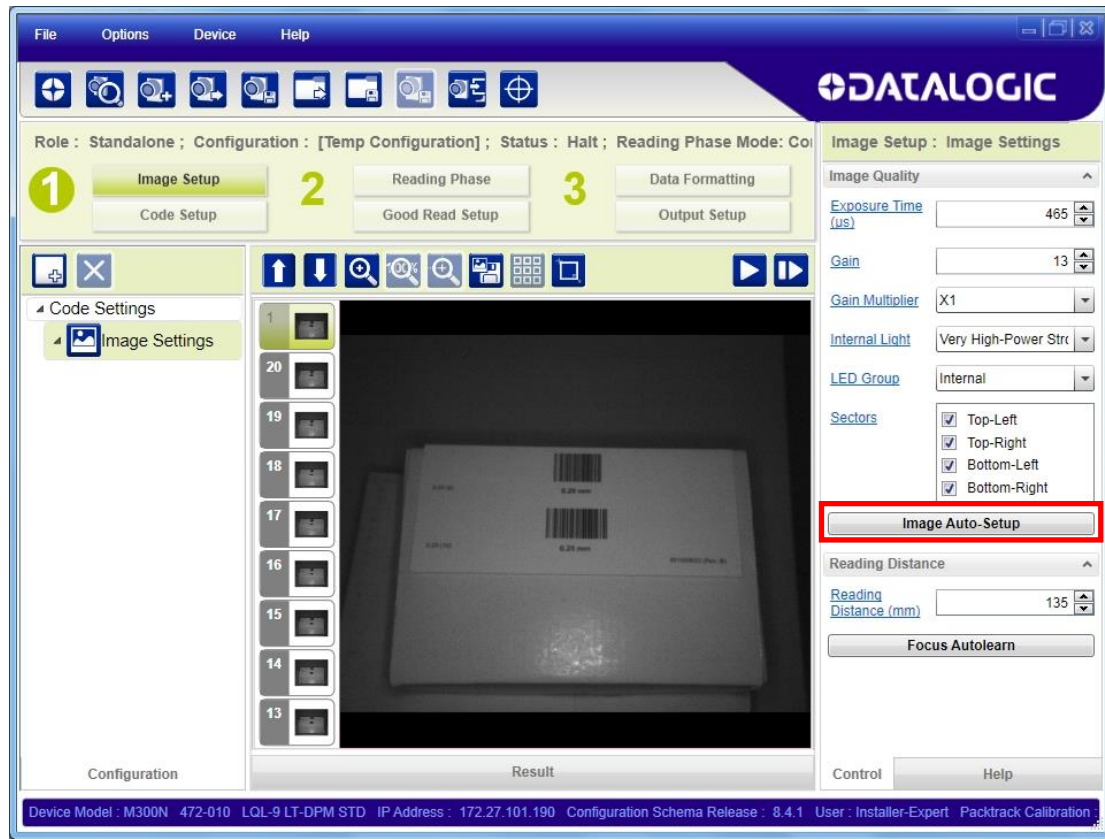 File Options Device Help
DATALOGIC
Role : Standalone ; Configuration : [Temp Configuration] ; Status : Halt ; Reading Phase Mode: Co
Image Setup : Image Settings
1 Image Setup 2 Reading Phase 3 Data Formatting
Code Setup Good Read Setup Output Setup
Image Quality
Exposure Time (us) 465
Gain 13
Gain Multiplier X1
Internal Light Very High-Power Str
LED Group Internal
Sectors Top-Left
Top-Right
Bottom-Left
Bottom-Right
Image Auto-Setup
Reading Distance
Reading Distance (mm) 135
Focus Autolearn
Code Settings
Image Settings
100%
1
20
19
18
17
16
15
14
13
0.20 mm
0.25 mm
Configuration Result Control Help
Device Model : M300N 472-010 LQL-9 LT-DPM STD IP Address : 172.27.101.190 Configuration Schema Release : 8.4.1 User : Installer-Expert Packtrack Calibration :